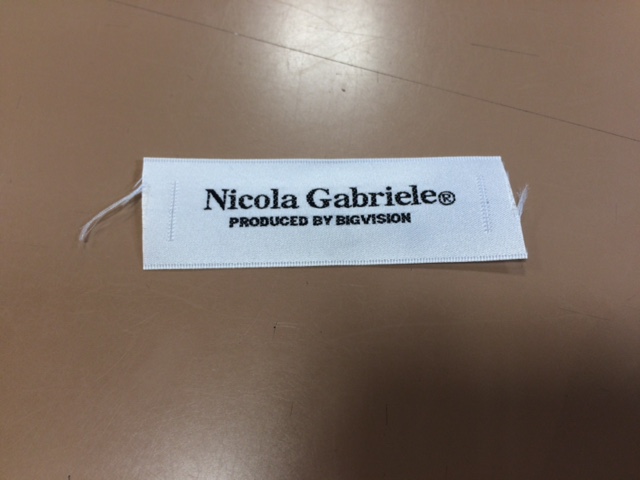 Nicola Gabriele®
PRODUCED BY BIGVISION